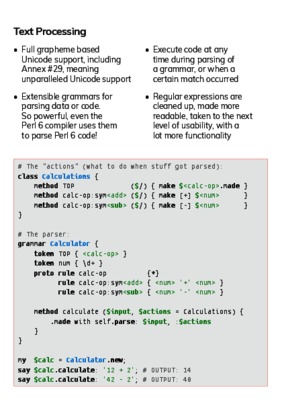 Text Processing
• Full grapheme based
Unicode support, including
Annex #29, meaning
unparalleled Unicode support
• Extensible grammars for
parsing data or code.
So powerful, even the
Perl 6 compiler uses them
to parse Perl 6 code!
• Execute code at any
time during parsing of
a grammar, or when a
certain match occurred
• Regular expressions are
cleaned up, made more
readable, taken to the next
level of usability, with a
lot more functionality
# The "actions" (what to do when stuff got parsed):
class Calculations {
    method TOP              ($/) { make $<calc-op>.made }
    method calc-op:sym<add> ($/) { make [+] $<num>      }
    method calc-op:sym<sub> ($/) { make [-] $<num>      }
}
# The parser:
grammar Calculator {
    token TOP { <calc-op> }
    token num { \d+ }
    proto rule calc-op          {*}
          rule calc-op:sym<add> { <num> '+' <num> }
          rule calc-op:sym<sub> { <num> '-' <num> }
    method calculate ($input, $actions = Calculations) {
        .made with self.parse: $input, :$actions
    }
}
my  $calc = Calculator.new;
say $calc.calculate: '12 + 2'; # OUTPUT: 14
say $calc.calculate: '42 - 2'; # OUTPUT: 40